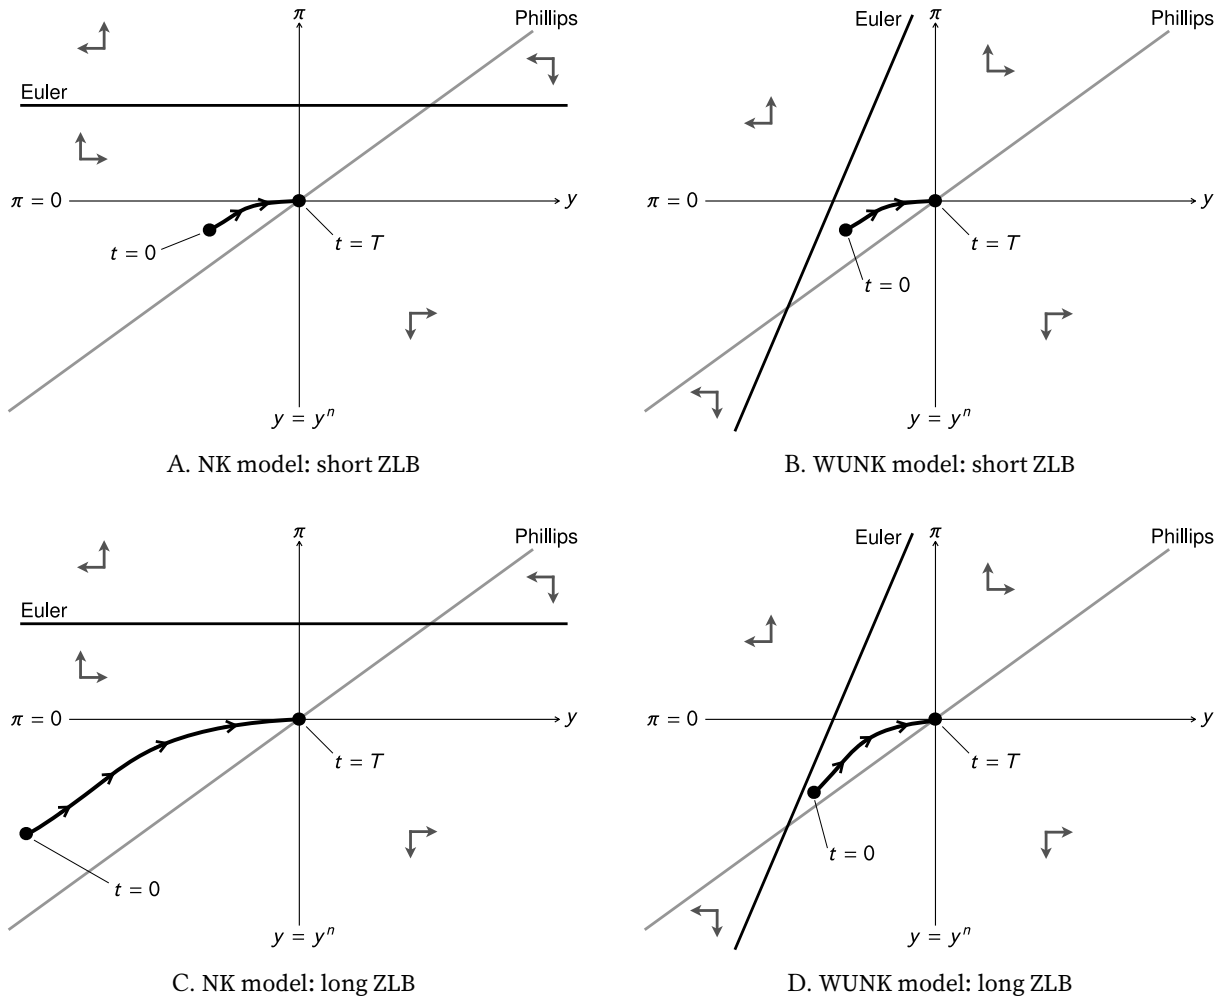 π
Phillips
Euler
π = 0
y
t = 0
t = T
y = yⁿ
A. NK model: short ZLB
Euler
π
Phillips
π = 0
y
t = T
t = 0
y = yⁿ
B. WUNK model: short ZLB
π
Phillips
Euler
π = 0
y
t = T
t = 0
y = yⁿ
C. NK model: long ZLB
Euler
π
Phillips
π = 0
y
t = T
t = 0
y = yⁿ
D. WUNK model: long ZLB